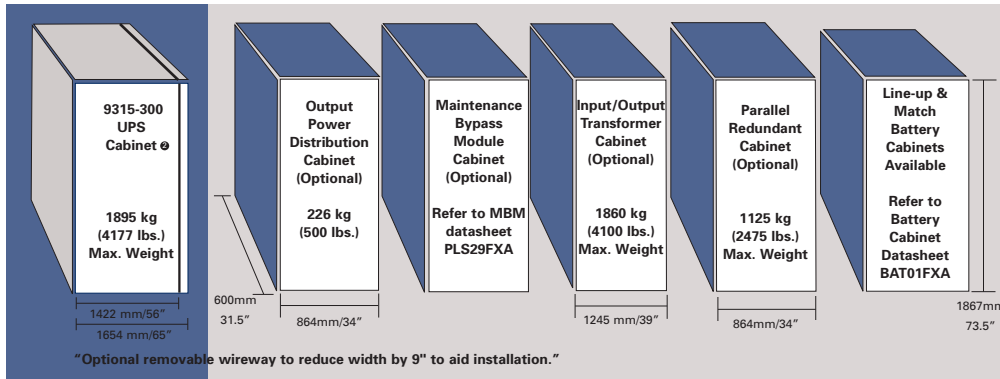 9315-300
UPS
Cabinet ❷
1895 kg
(4177 lbs.)
Max. Weight
1422 mm/56"
1654 mm/65"
Output
Power
Distribution
Cabinet
(Optional)
226 kg
(500 lbs.)
600mm
31.5"
864mm/34"
Maintenance
Bypass
Module
Cabinet
(Optional)
Refer to MBM
datasheet
PLS29FXA
Input/Output
Transformer
Cabinet
(Optional)
1860 kg
(4100 lbs.)
Max. Weight
1245 mm/39"
Parallel
Redundant
Cabinet
(Optional)
1125 kg
(2475 lbs.)
Max. Weight
864mm/34"
Line-up &
Match
Battery
Cabinets
Available
Refer to
Battery
Cabinet
Datasheet
BAT01FXA
1867mm
73.5"
"Optional removable wireway to reduce width by 9" to aid installation."